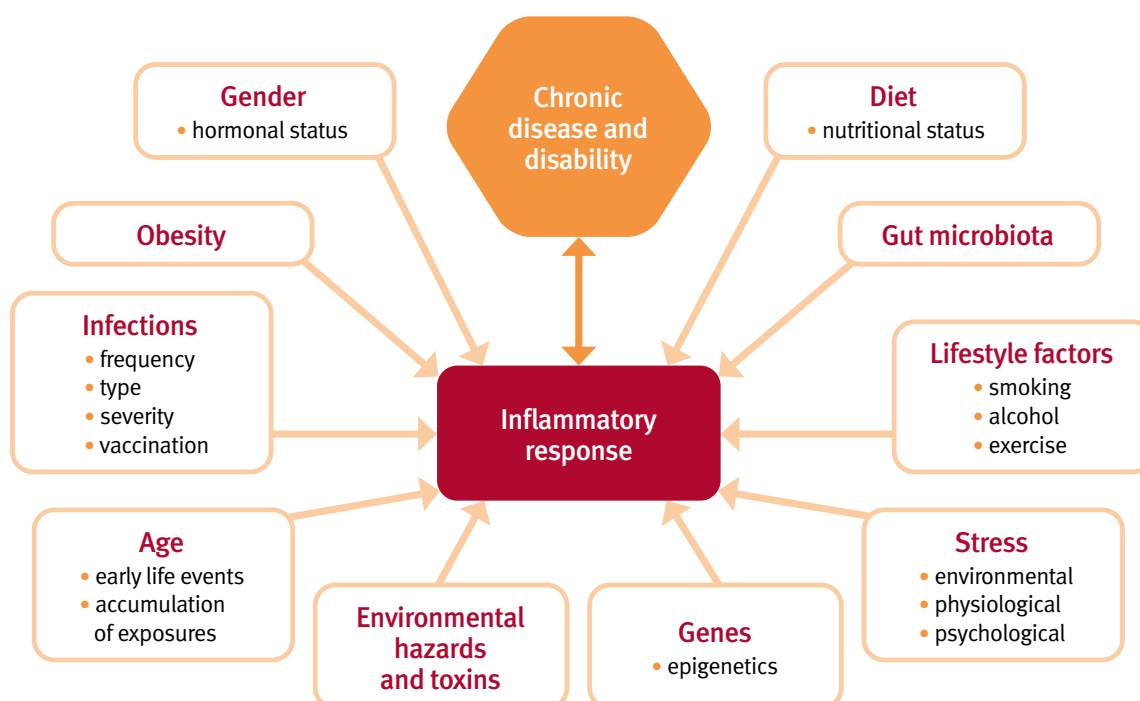 Chronic
disease and
disability
Gender
• hormonal status
Diet
• nutritional status
Obesity
Gut microbiota
Infections
• frequency
• type
• severity
• vaccination
Lifestyle factors
• smoking
• alcohol
• exercise
Inflammatory
response
Age
• early life events
• accumulation
of exposures
Environmental
hazards
and toxins
Genes
• epigenetics
Stress
• environmental
• physiological
• psychological